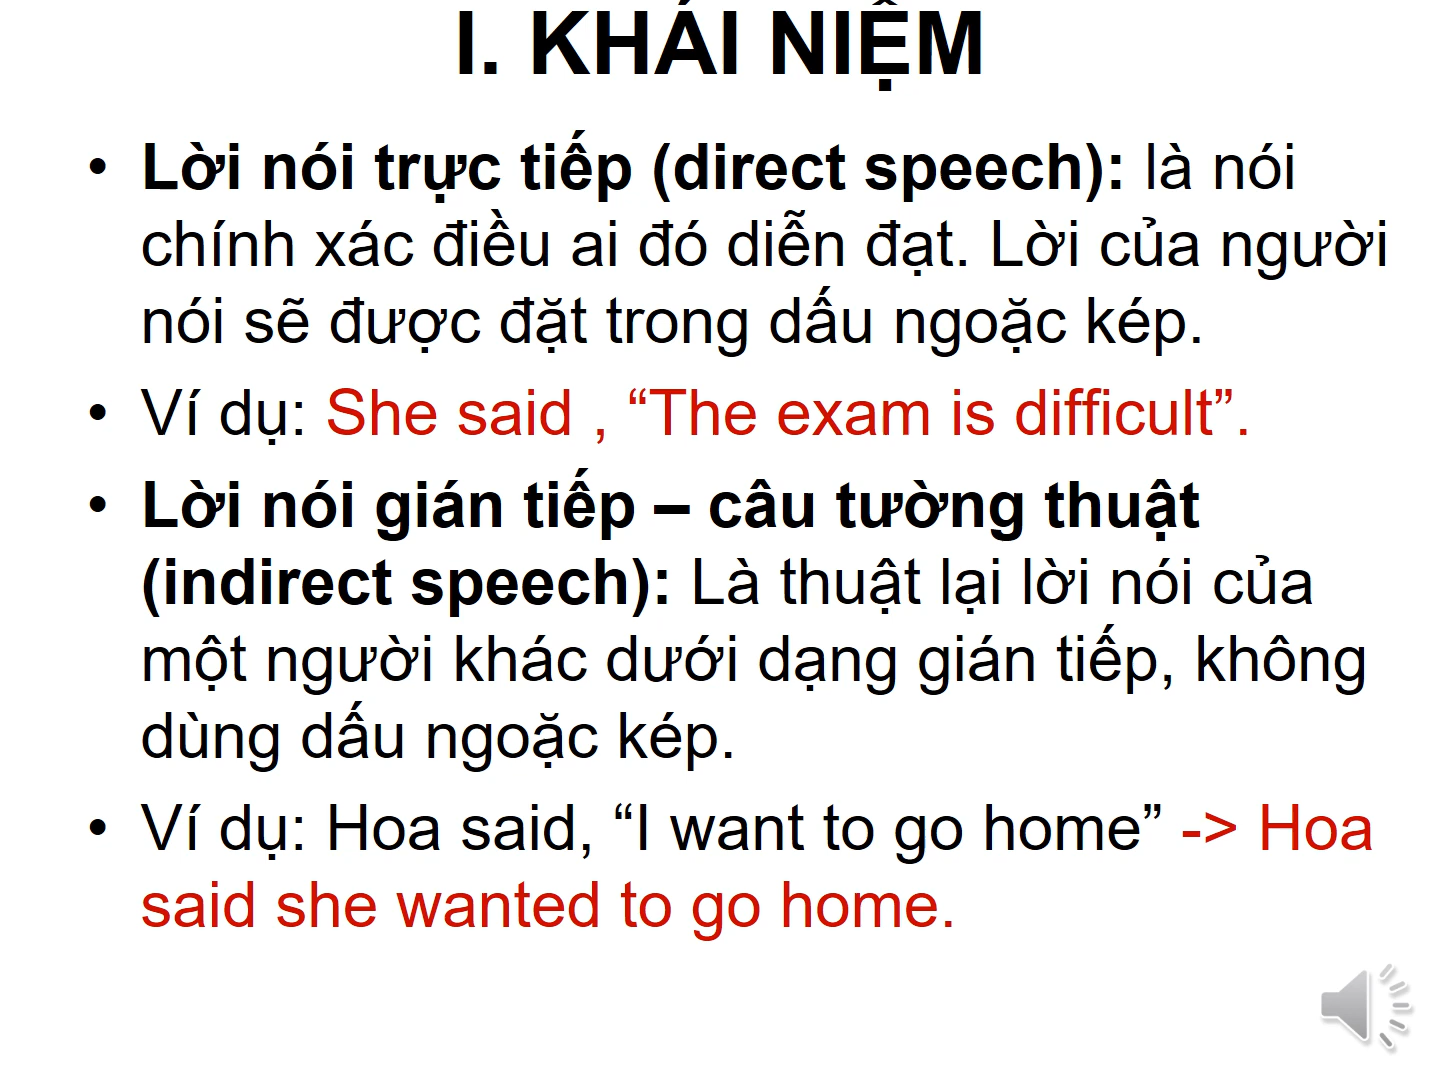 I. KHÁI NIỆM
• Lời nói trực tiếp (direct speech): là nói
chính xác điều ai đó diễn đạt. Lời của người
nói sẽ được đặt trong dấu ngoặc kép.
• Ví dụ: She said , “The exam is difficult”.
• Lời nói gián tiếp – câu tường thuật
(indirect speech): Là thuật lại lời nói của
một người khác dưới dạng gián tiếp, không
dùng dấu ngoặc kép.
• Ví dụ: Hoa said, “I want to go home” -> Hoa
said she wanted to go home.